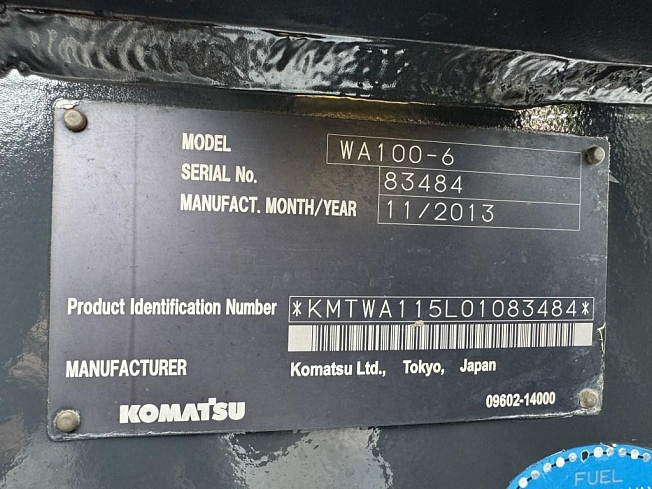 MODEL WA100-6
SERIAL No. 83484
MANUFACT. MONTH/YEAR 11/2013
Product Identification Number *KMTWA115L01083484*
MANUFACTURER Komatsu Ltd., Tokyo, Japan
KOMATSU 09602-14000
FUEL